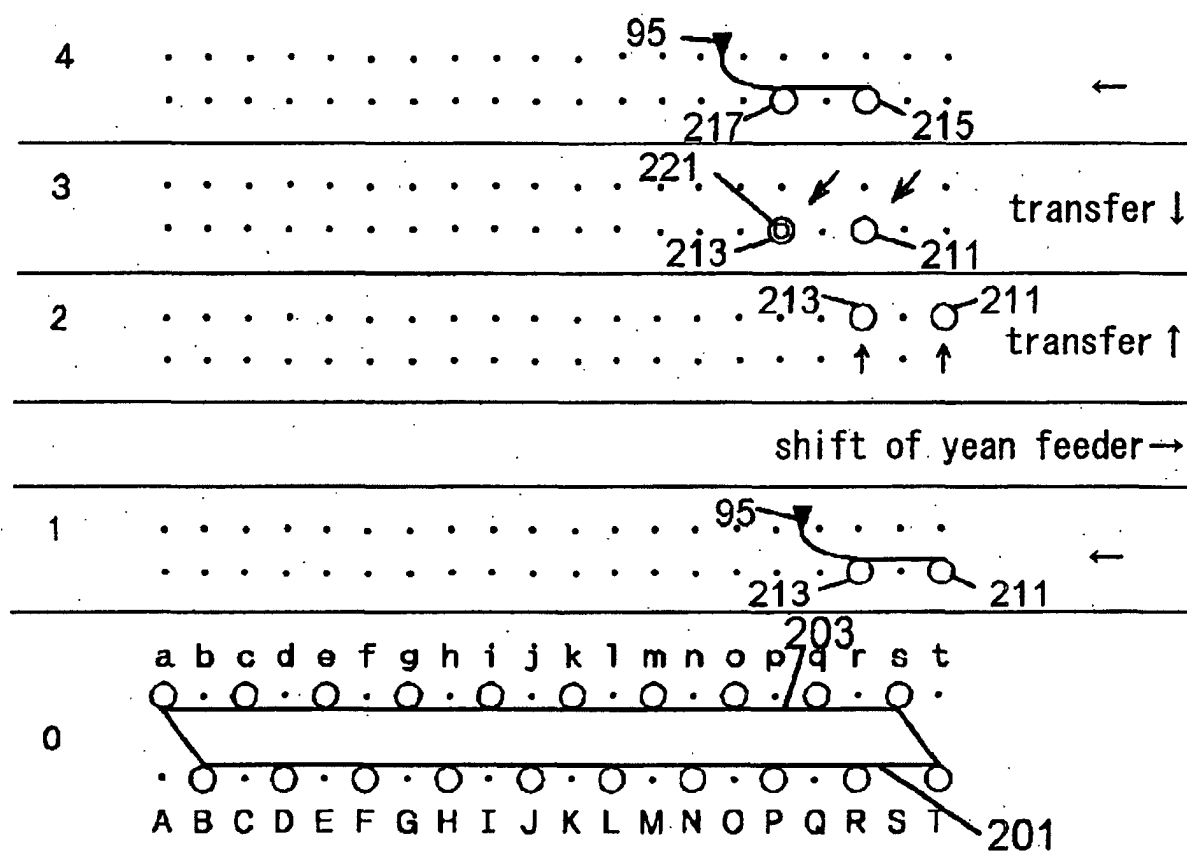 4 95 ←
217 215
3 221 transfer ↓
213 211
2 213 211 transfer ↑
shift of yean feeder→
1 95 ←
213 211
203
a b c d e f g h i j k l m n o p q r s t
0
A B C D E F G H I J K L M N O P Q R S T
201